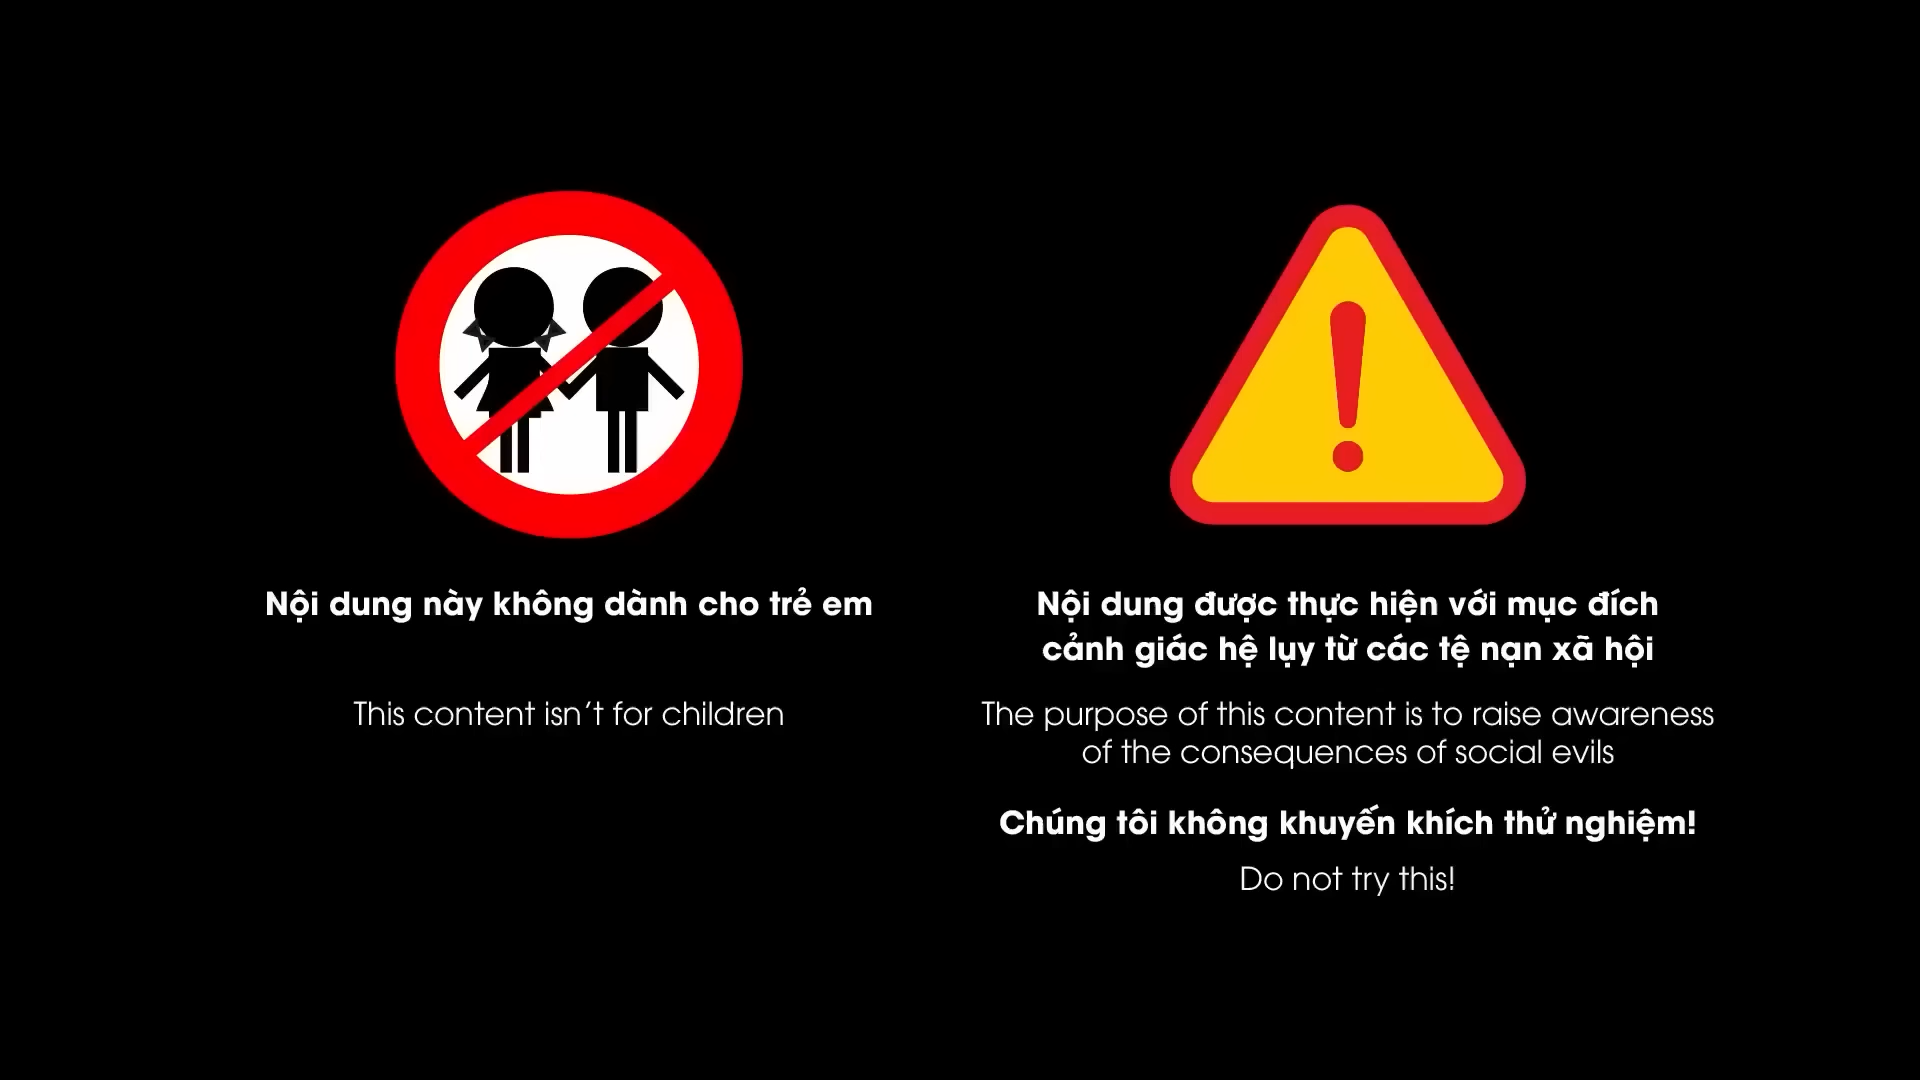 Nội dung này không dành cho trẻ em
This content isn't for children
Nội dung được thực hiện với mục đích
cảnh giác hệ lụy từ các tệ nạn xã hội
The purpose of this content is to raise awareness
of the consequences of social evils
Chúng tôi không khuyến khích thử nghiệm!
Do not try this!